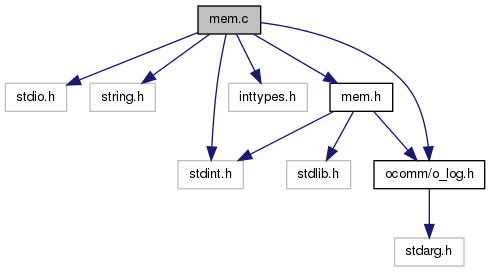 mem.c
stdio.h
string.h
inttypes.h
mem.h
stdint.h
stdlib.h
ocomm/o_log.h
stdarg.h